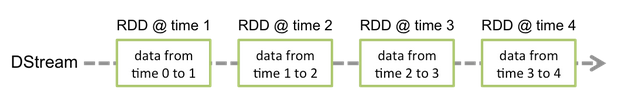 RDD @ time 1 RDD @ time 2 RDD @ time 3 RDD @ time 4
DStream
data from
time 0 to 1
data from
time 1 to 2
data from
time 2 to 3
data from
time 3 to 4